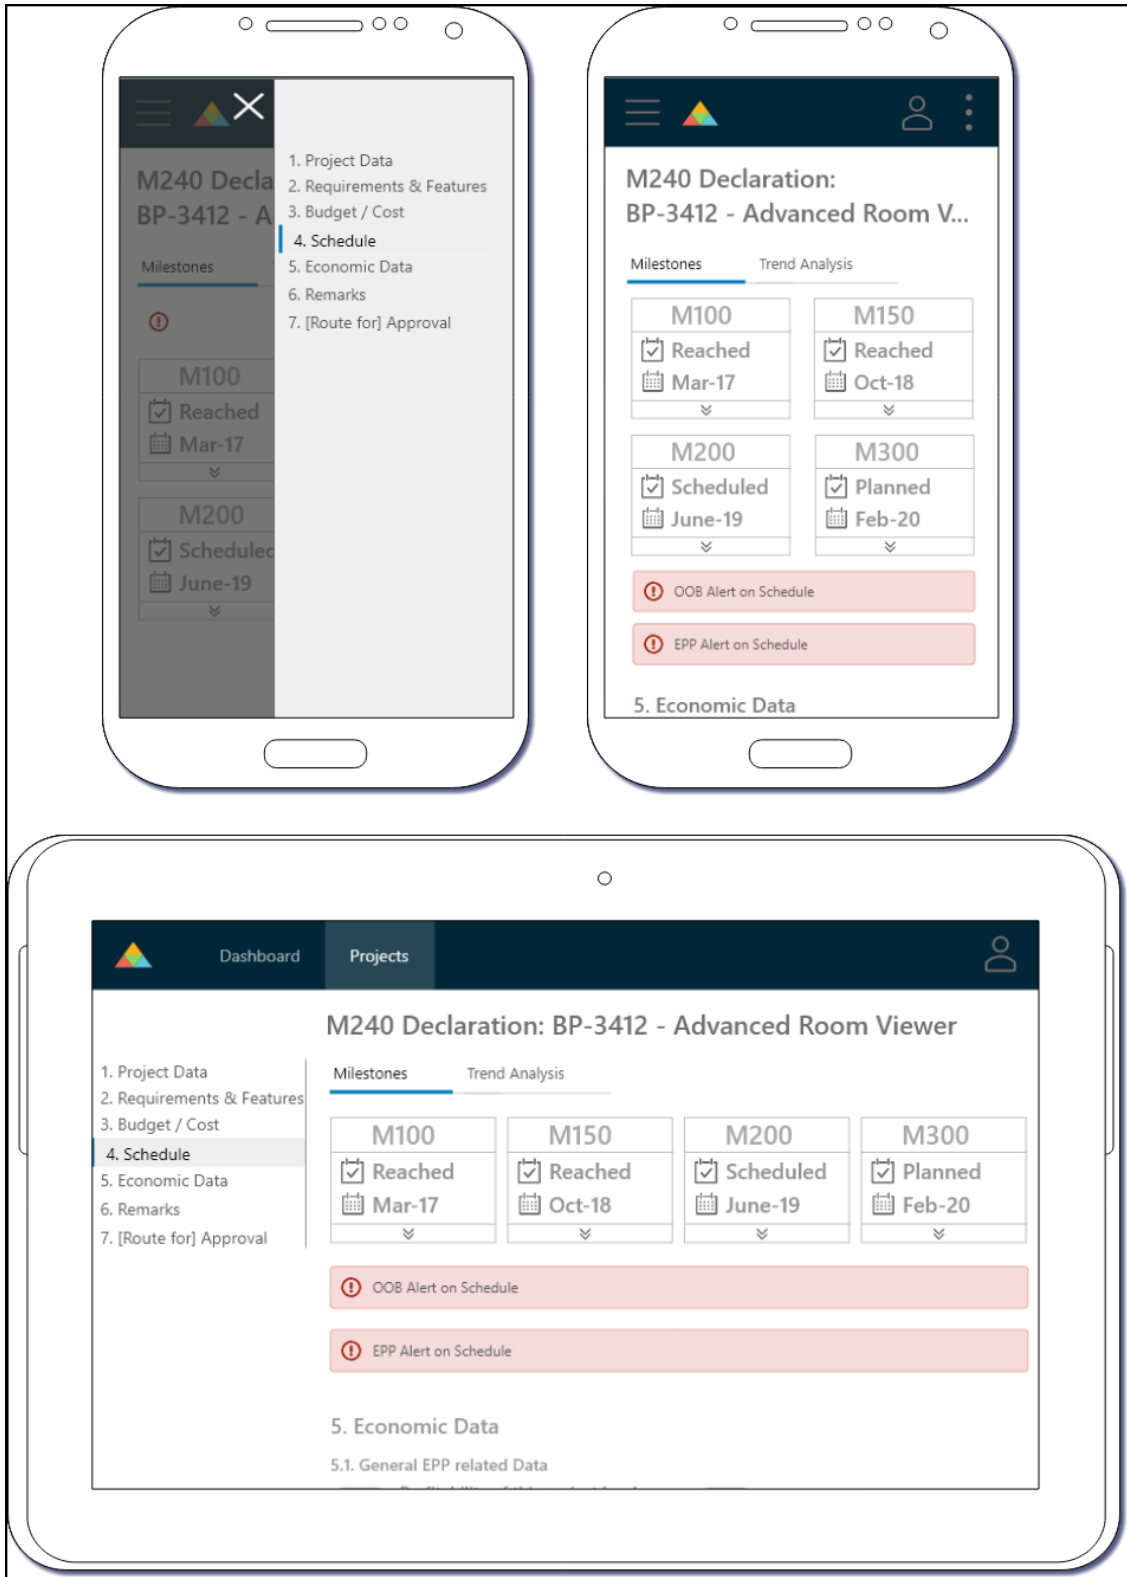 M240 Decla
BP-3412 - A
Milestones
M100
Reached
Mar-17
M200
Scheduled
June-19
1. Project Data
2. Requirements & Features
3. Budget / Cost
4. Schedule
5. Economic Data
6. Remarks
7. [Route for] Approval
M240 Declaration:
BP-3412 - Advanced Room V...
Milestones Trend Analysis
M100 M150
Reached Reached
Mar-17 Oct-18
M200 M300
Scheduled Planned
June-19 Feb-20
OOB Alert on Schedule
EPP Alert on Schedule
5. Economic Data
Dashboard Projects
M240 Declaration: BP-3412 - Advanced Room Viewer
1. Project Data
2. Requirements & Features
3. Budget / Cost
4. Schedule
5. Economic Data
6. Remarks
7. [Route for] Approval
Milestones Trend Analysis
M100 M150 M200 M300
Reached Reached Scheduled Planned
Mar-17 Oct-18 June-19 Feb-20
OOB Alert on Schedule
EPP Alert on Schedule
5. Economic Data
5.1. General EPP related Data